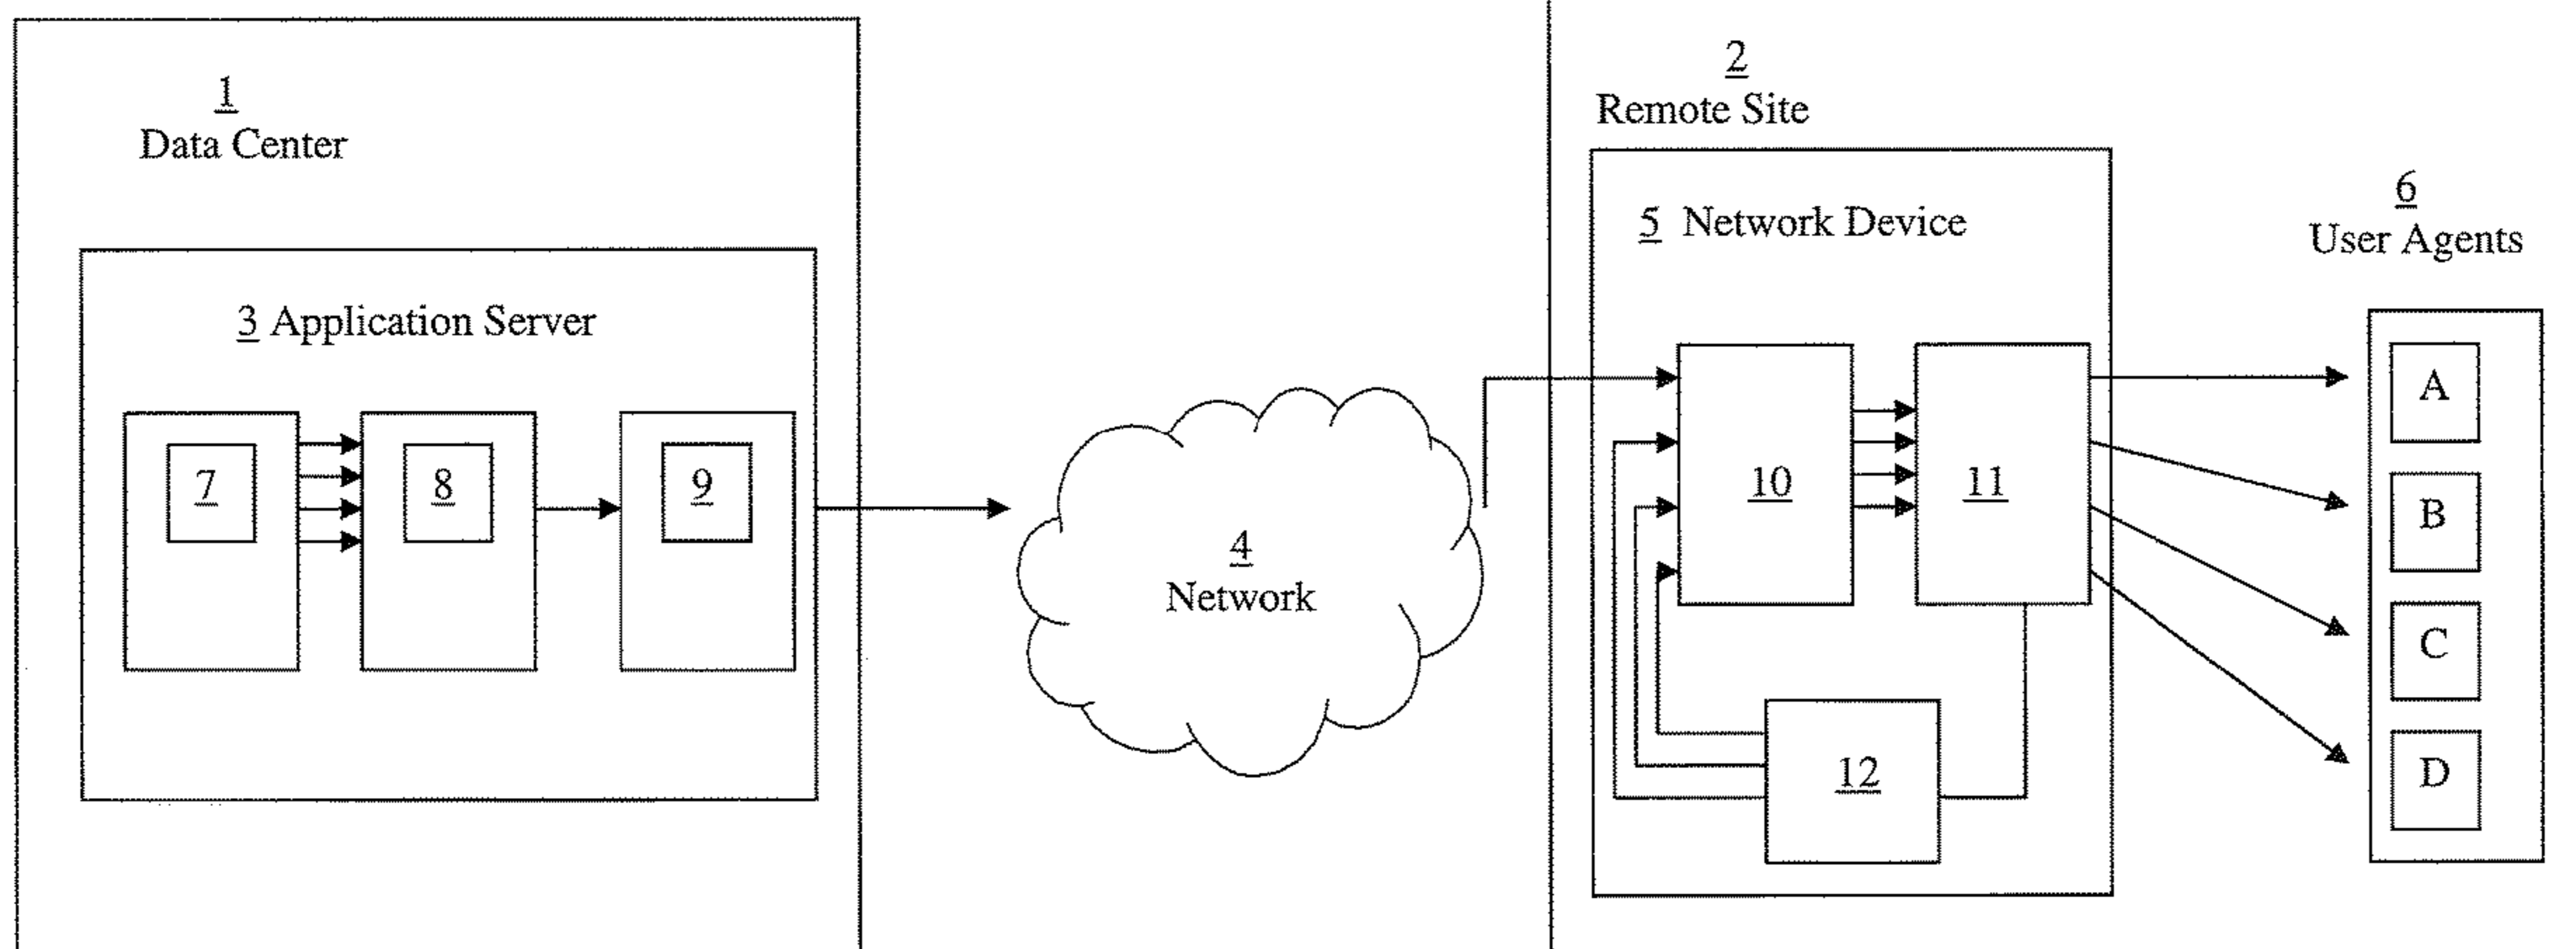 1
Data Center
3 Application Server
7
8
9
4
Network
2
Remote Site
5 Network Device
10
11
12
6
User Agents
A
B
C
D